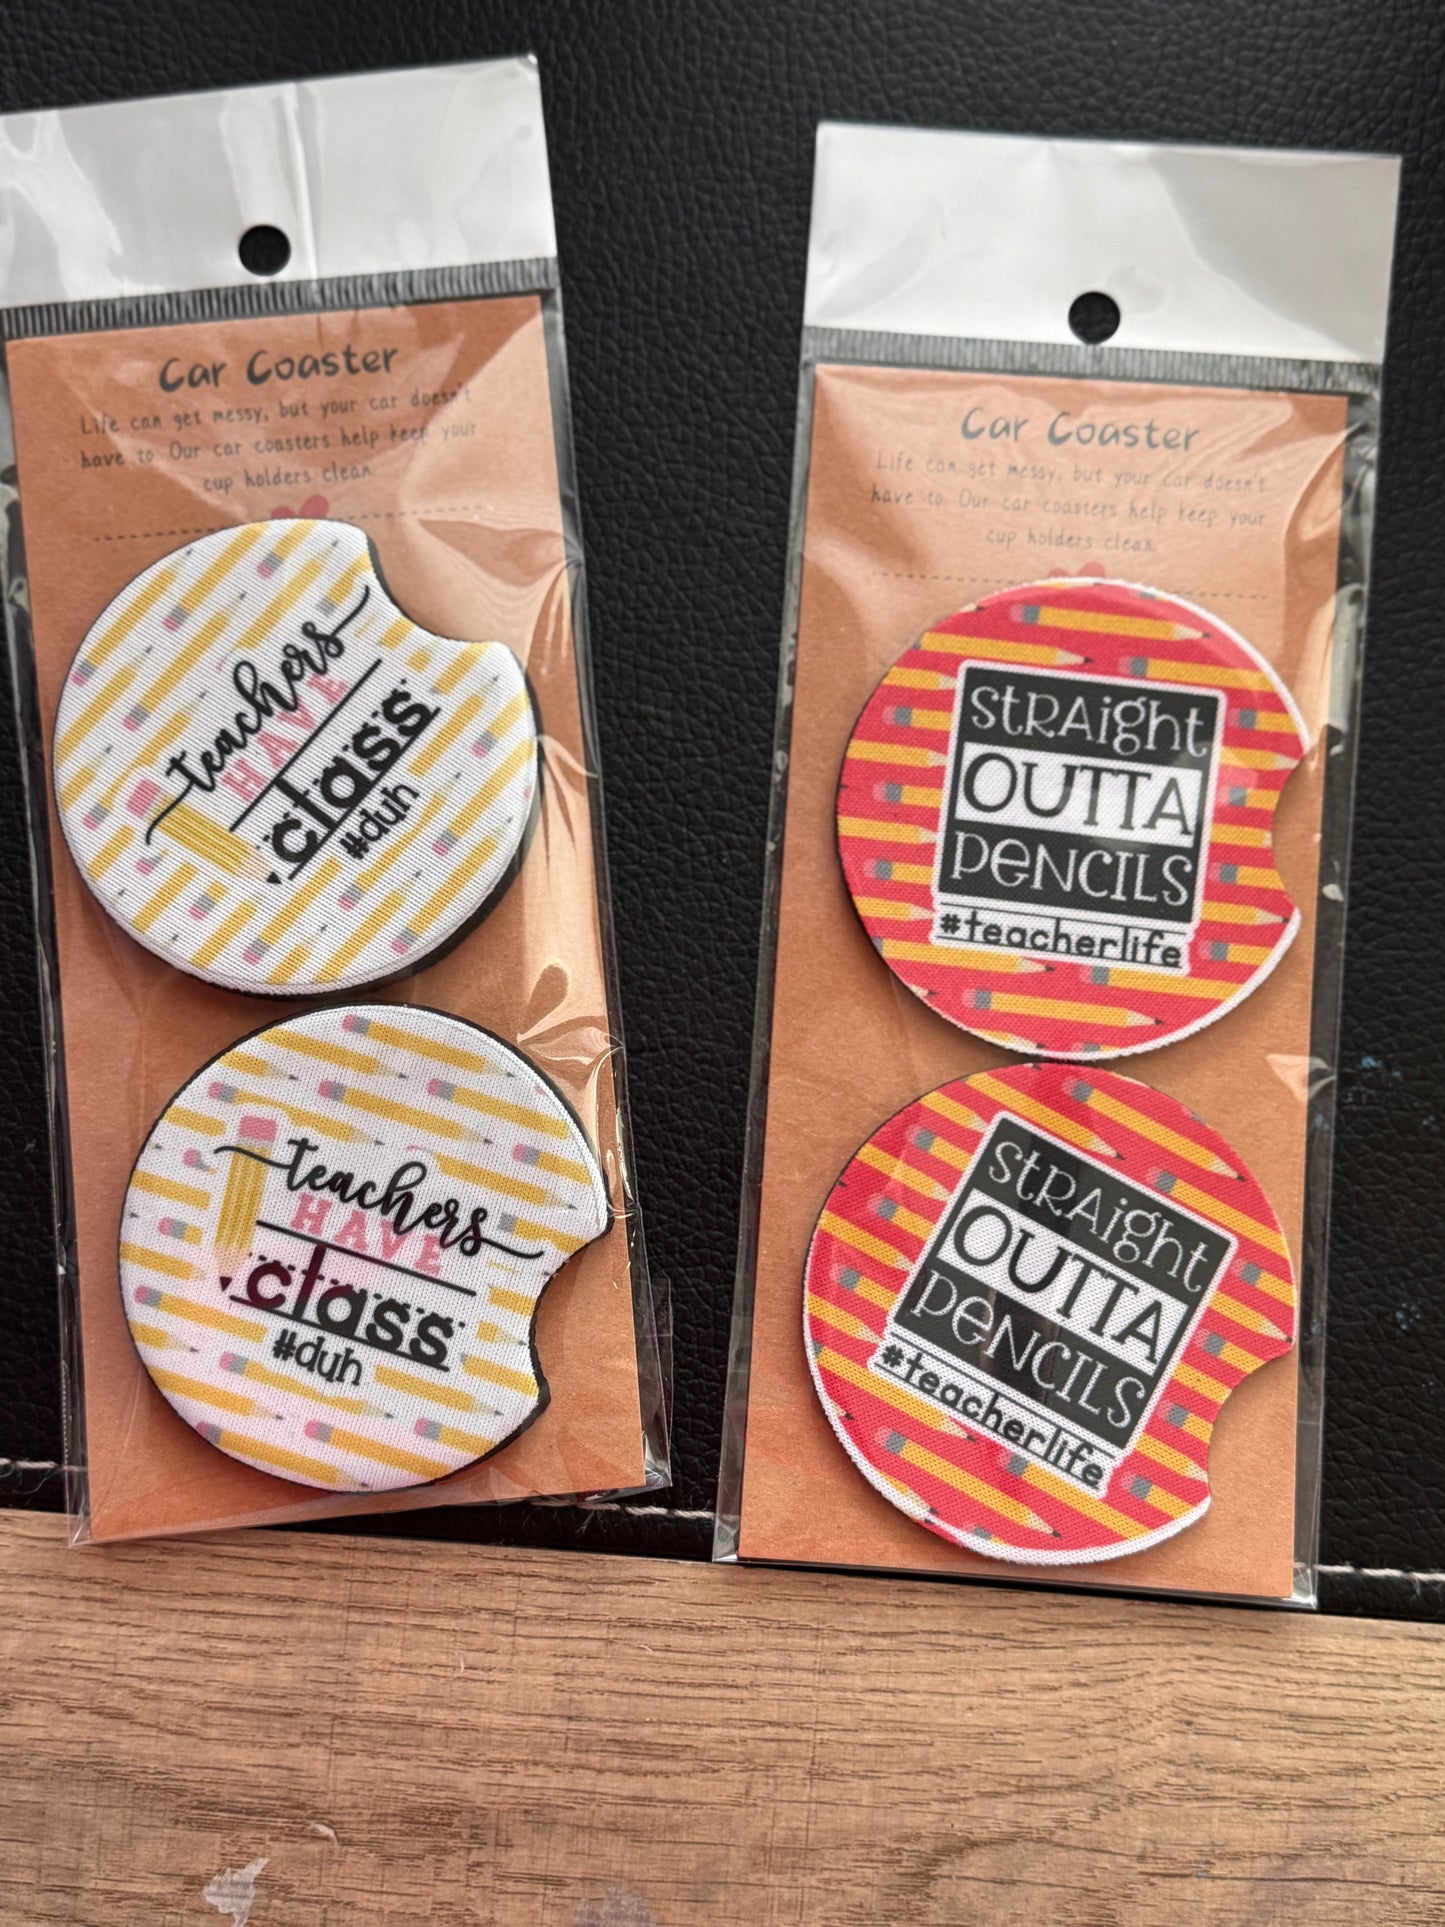 Car Coaster
Life can get messy, but your car doesn't
have to. Our car coasters help keep your
cup holders clean.
teachers
HAVE
class
#duh
teachers
HAVE
class
#duh
Car Coaster
Life can get messy, but your car doesn't
have to. Our car coasters help keep your
cup holders clean.
StRAight
OUTTA
PeNCILS
#teacherlife
StRAight
OUTTA
PeNCILS
#teacherlife